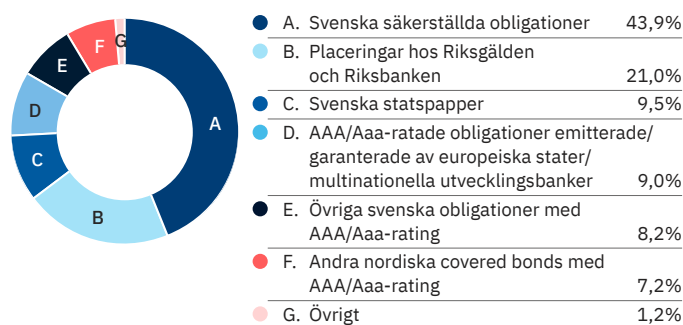 A
B
C
D
E
F
G
A. Svenska säkerställda obligationer 43,9%
B. Placeringar hos Riksgälden
och Riksbanken 21,0%
C. Svenska statspapper 9,5%
D. AAA/Aaa-ratade obligationer emitterade/
garanterade av europeiska stater/
multinationella utvecklingsbanker 9,0%
E. Övriga svenska obligationer med
AAA/Aaa-rating 8,2%
F. Andra nordiska covered bonds med
AAA/Aaa-rating 7,2%
G. Övrigt 1,2%